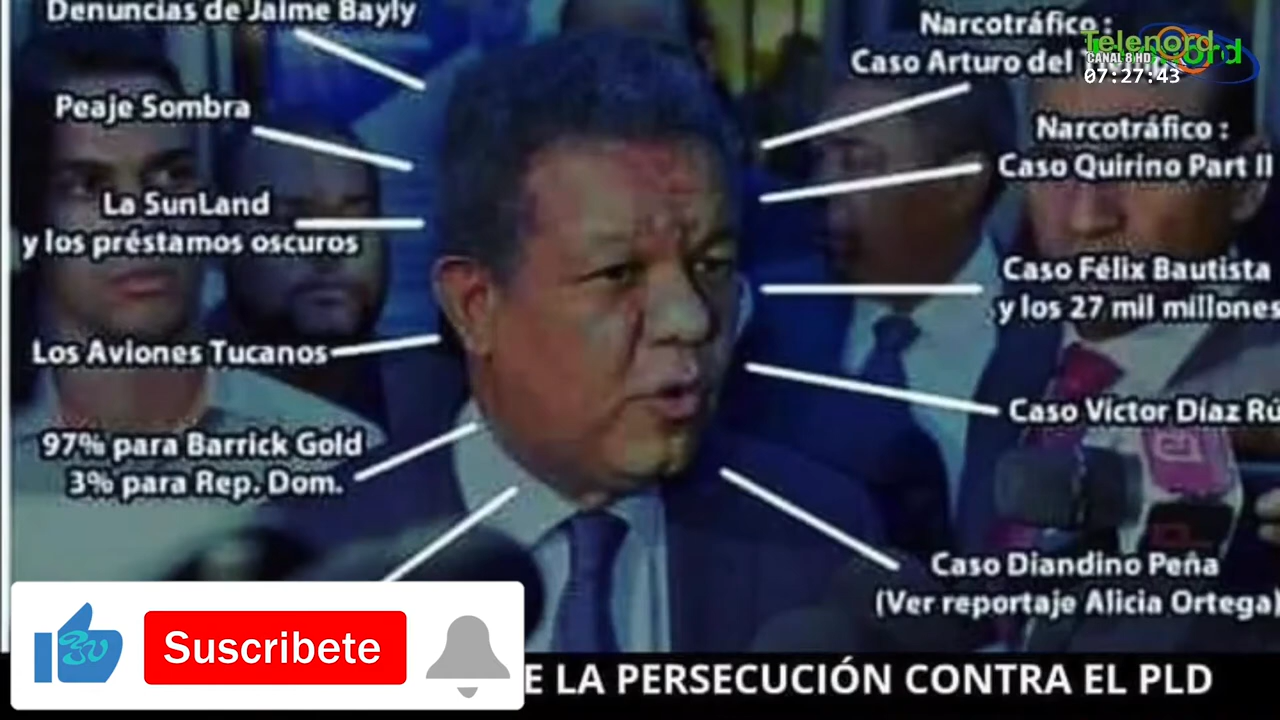 Denuncias de Jaime Bayly
Peaje Sombra
La SunLand
y los préstamos oscuros
Los Aviones Tucanos
97% para Barrick Gold
3% para Rep. Dom.
Narcotráfico :
Caso Arturo del
Telenord
CANAL 8 HD
07:27:43
Narcotráfico :
Caso Quirino Part II
Caso Félix Bautista
y los 27 mil millones
Caso Víctor Díaz Rú
Caso Diandino Peña
(Ver reportaje Alicia Ortega)
Suscribete
E LA PERSECUCIÓN CONTRA EL PLD